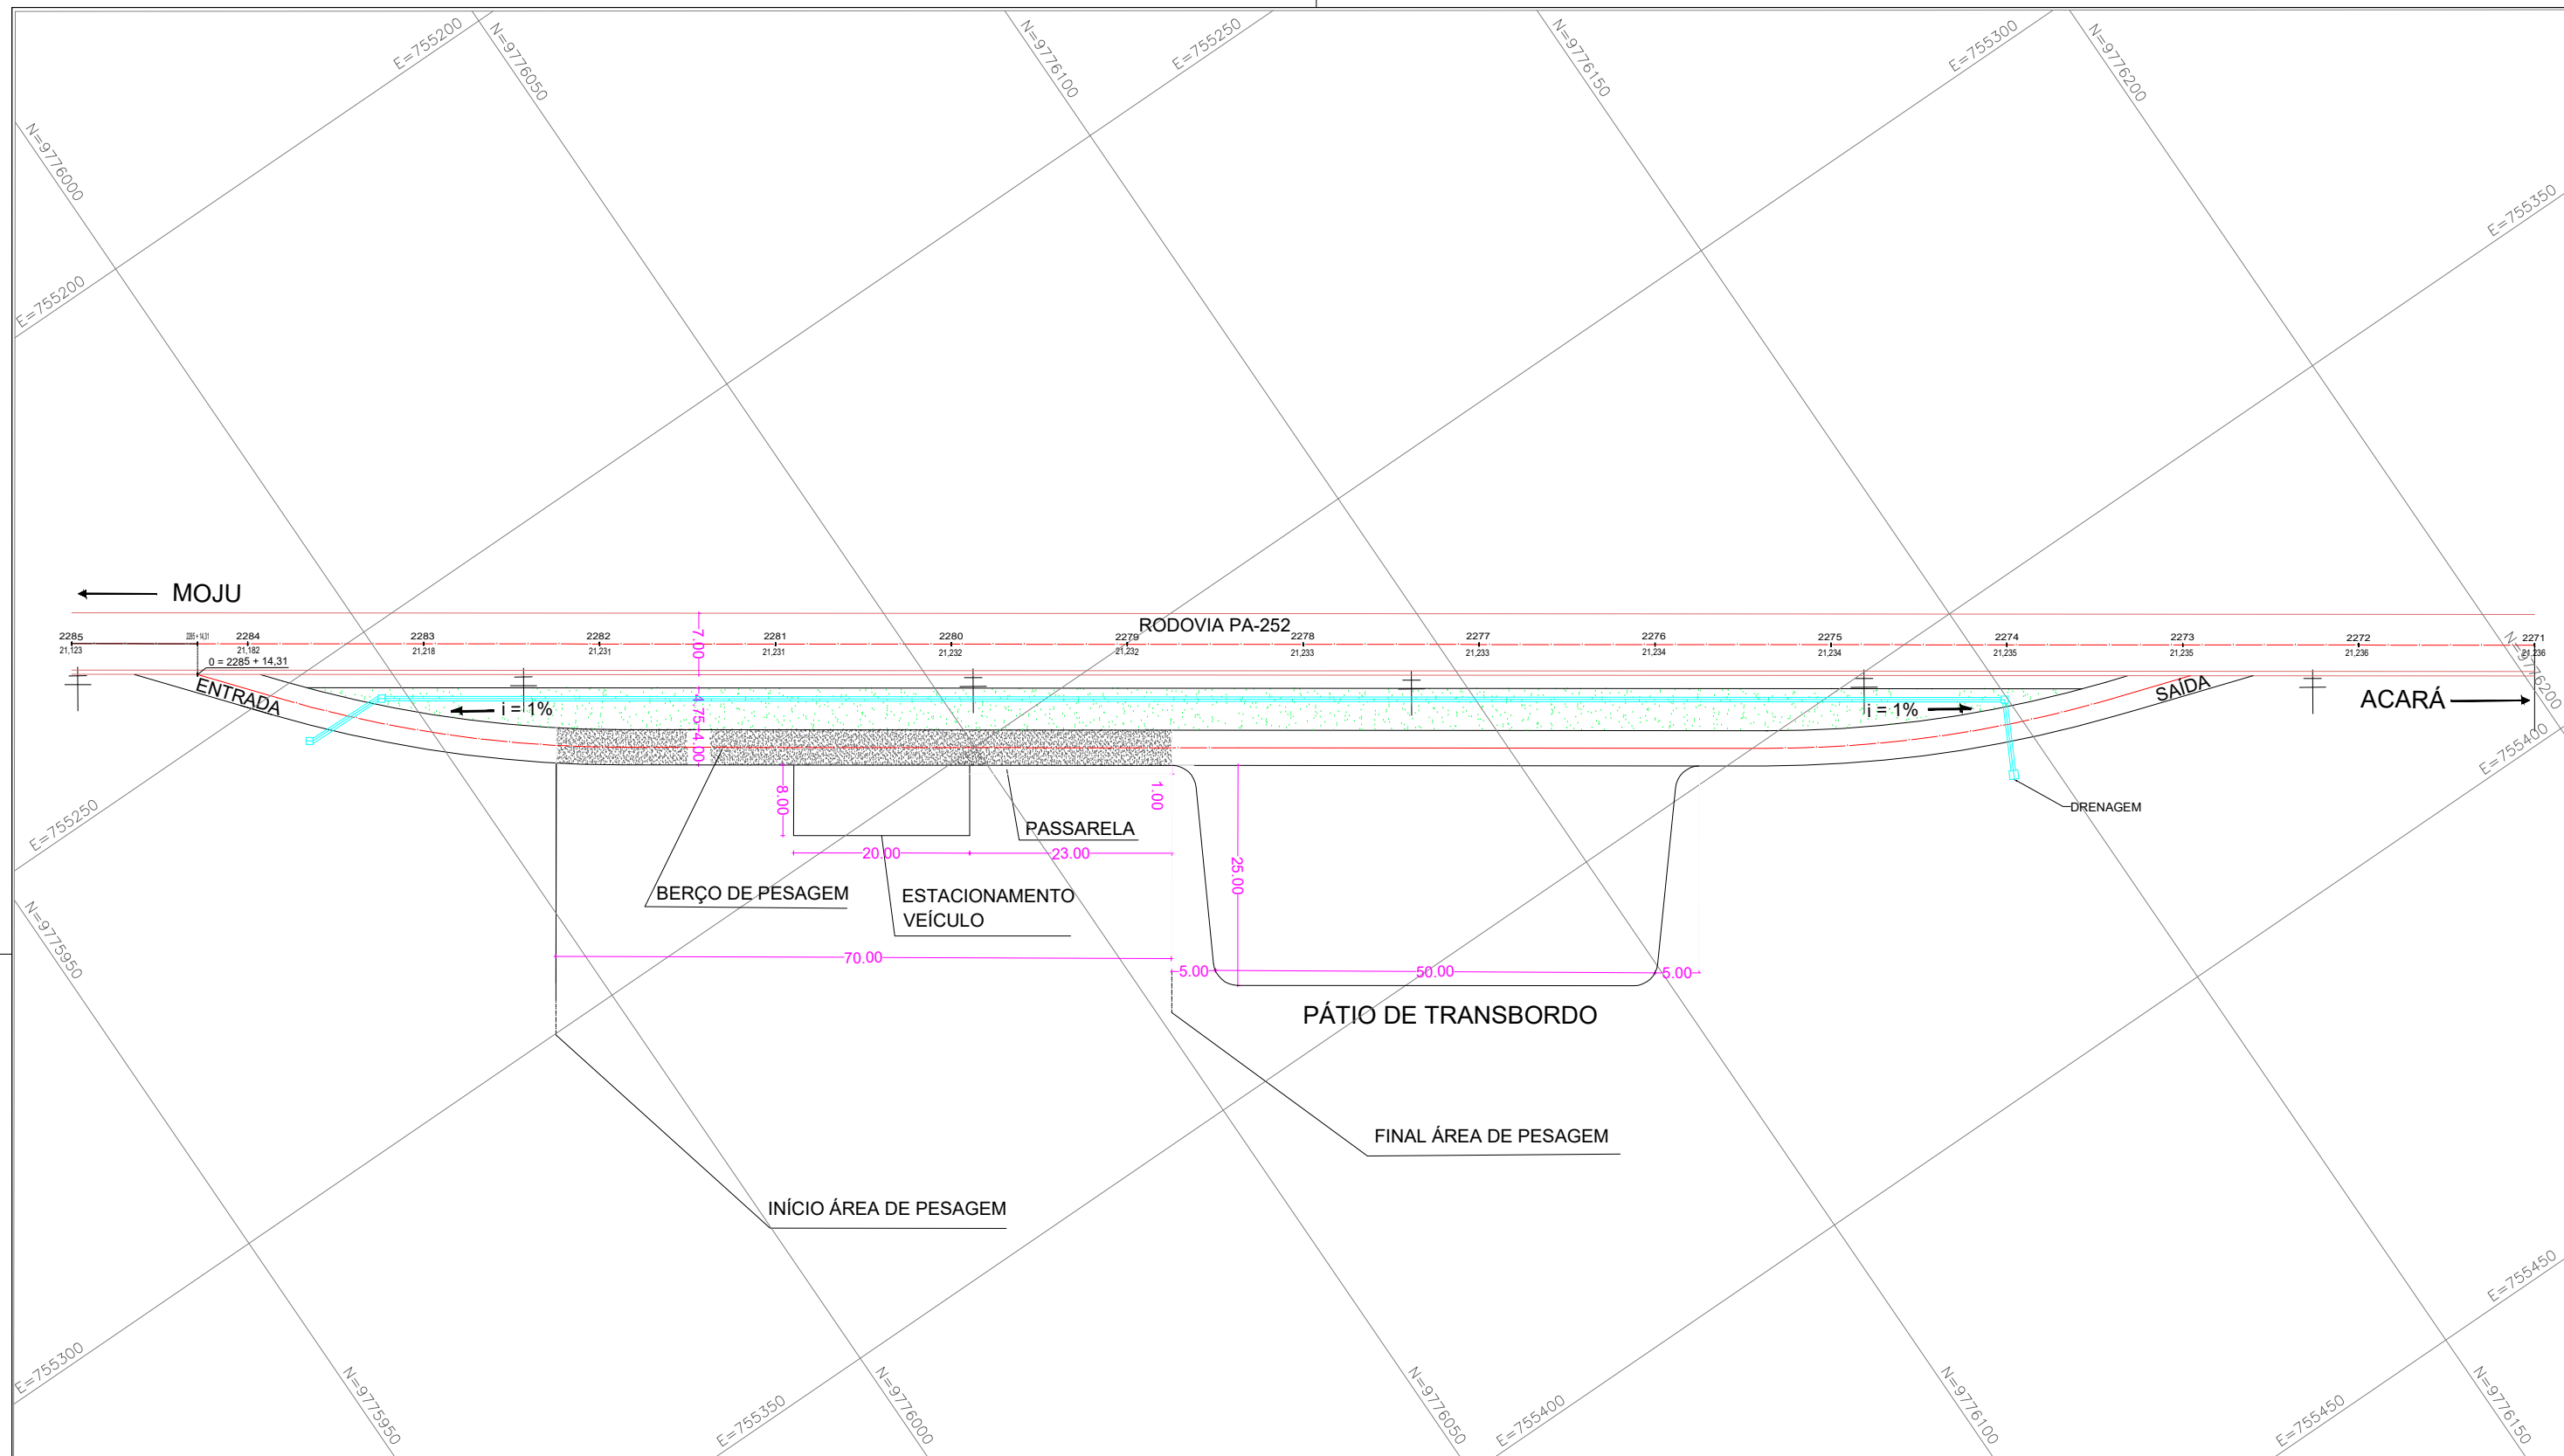 E=755200
N=9776050
N=9776100
E=755250
N=9776150
E=755300
N=9776200
N=9776000
E=755350
E=755200
MOJU
RODOVIA PA-252
7.00
2285
2285+14,31
2284
2283
2282
2281
2280
2279
2278
2277
2276
2275
2274
2273
2272
2271
21,123
21,182
21,218
21,231
21,231
21,232
21,232
21,233
21,233
21,234
21,234
21,235
21,235
21,236
21,236
N=9776200
0 = 2285 + 14,31
ENTRADA
SAÍDA
ACARÁ
i = 1%
4.75
i = 1%
4.00
E=755400
8.00
1.00
DRENAGEM
E=755250
PASSARELA
20.00
23.00
25.00
BERÇO DE PESAGEM
ESTACIONAMENTO
VEÍCULO
N=9775950
70.00
5.00
50.00
5.00
PÁTIO DE TRANSBORDO
FINAL ÁREA DE PESAGEM
INÍCIO ÁREA DE PESAGEM
E=755450
E=755300
N=9775950
E=755350
N=9776000
N=9776050
E=755400
N=9776100
E=755450
N=9776150